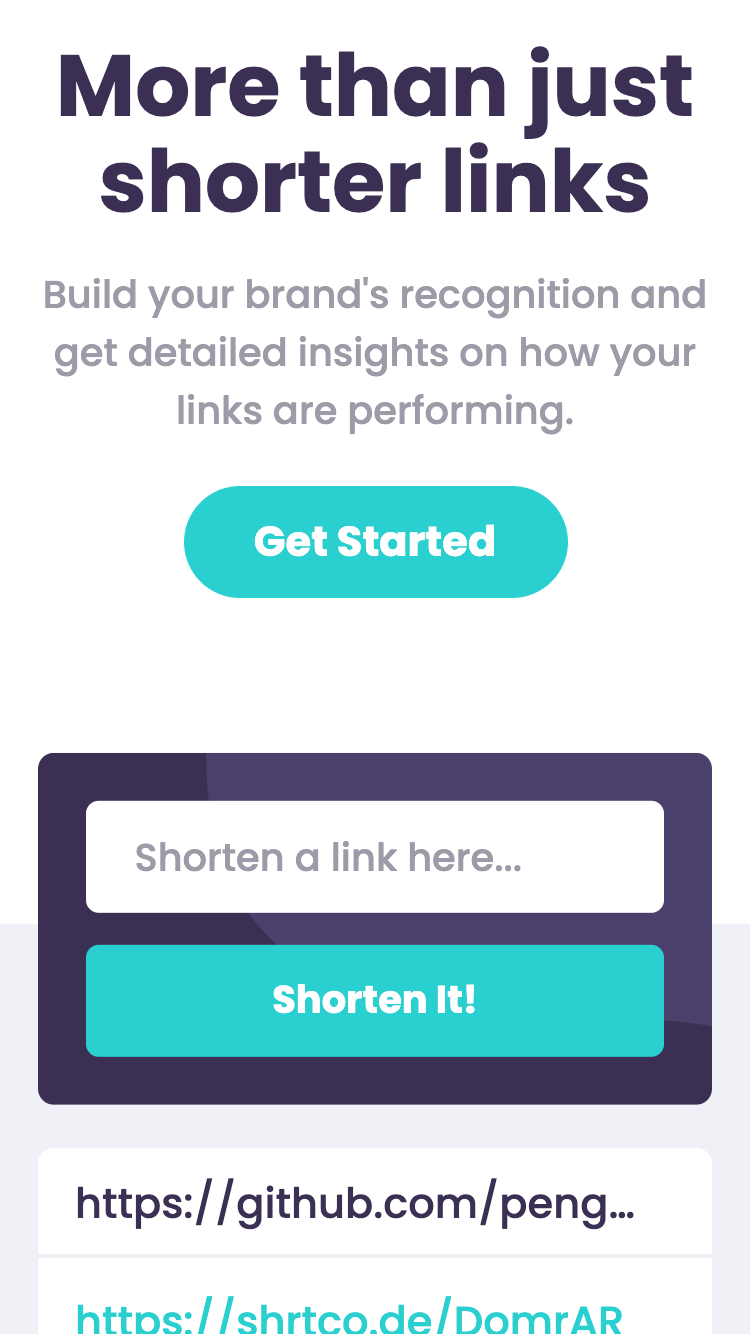 More than just
shorter links
Build your brand's recognition and
get detailed insights on how your
links are performing.
Get Started
Shorten a link here...
Shorten It!
https://github.com/peng...
https://shrtco.de/DomrAR